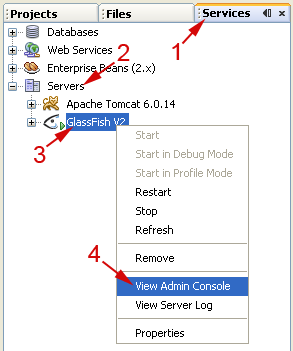 Projects
Files
Services
1
Databases
Web Services
2
Enterprise Beans (2.x)
Servers
Apache Tomcat 6.0.14
GlassFish V2
3
Start
Start in Debug Mode
Start in Profile Mode
Restart
Stop
Refresh
Remove
4
View Admin Console
View Server Log
Properties